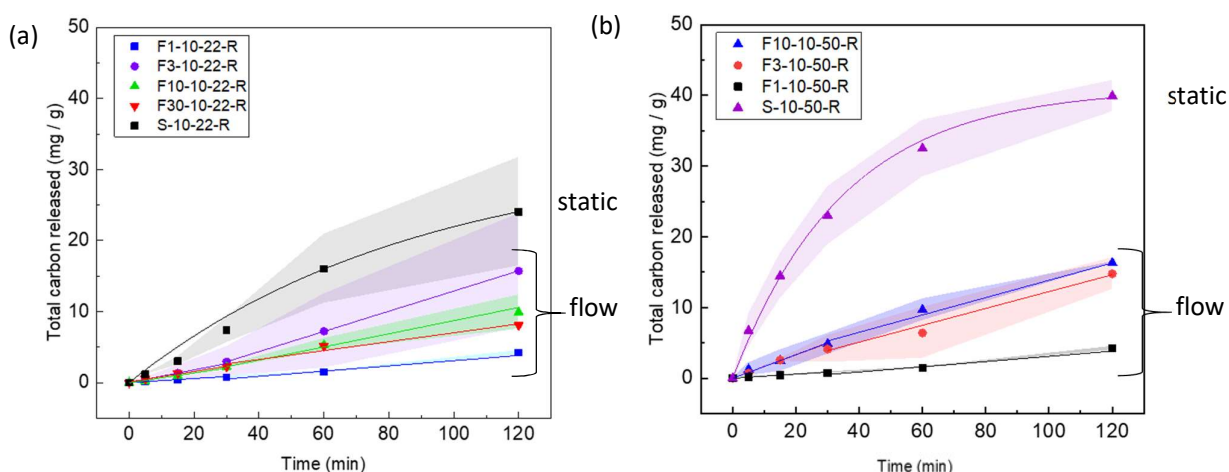 (a)
50
40
30
20
10
0
Total carbon released (mg / g)
F1-10-22-R
F3-10-22-R
F10-10-22-R
F30-10-22-R
S-10-22-R
static
flow
0 20 40 60 80 100 120
Time (min)
(b)
50
40
30
20
10
0
Total carbon released (mg / g)
F10-10-50-R
F3-10-50-R
F1-10-50-R
S-10-50-R
static
flow
0 20 40 60 80 100 120
Time (min)